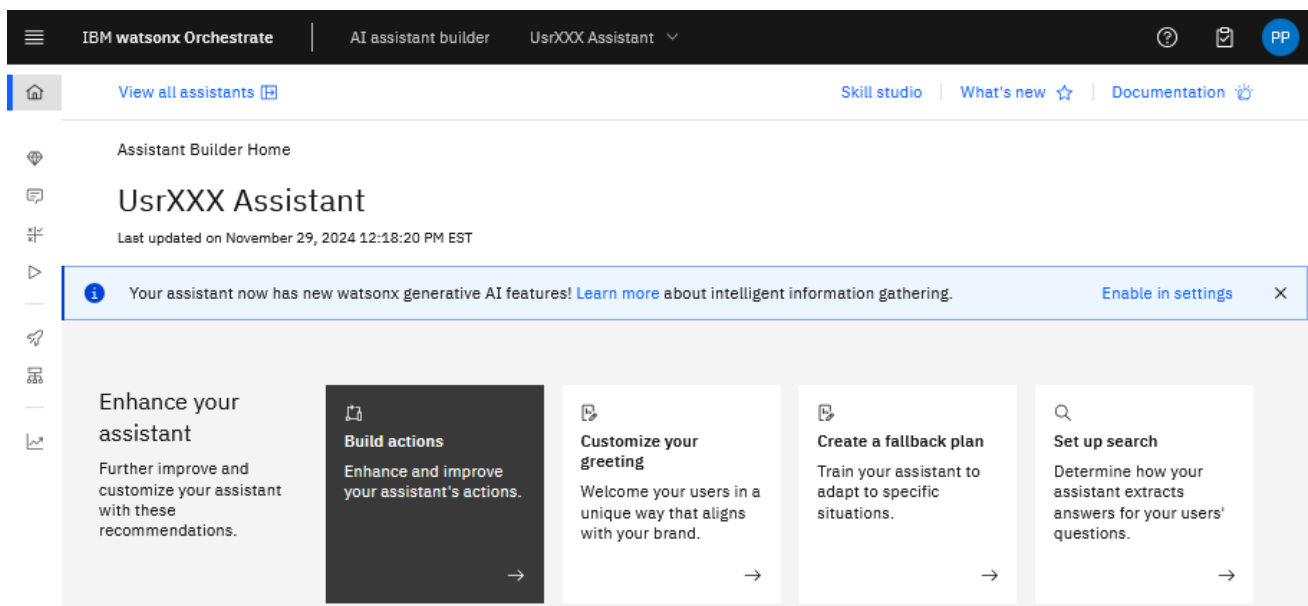 IBM watsonx Orchestrate AI assistant builder UsrXXX Assistant PP
View all assistants Skill studio What's new Documentation
Assistant Builder Home
UsrXXX Assistant
Last updated on November 29, 2024 12:18:20 PM EST
Your assistant now has new watsonx generative AI features! Learn more about intelligent information gathering. Enable in settings
Enhance your
assistant
Further improve and
customize your assistant
with these
recommendations.
Build actions
Enhance and improve
your assistant's actions.
Customize your
greeting
Welcome your users in a
unique way that aligns
with your brand.
Create a fallback plan
Train your assistant to
adapt to specific
situations.
Set up search
Determine how your
assistant extracts
answers for your users'
questions.